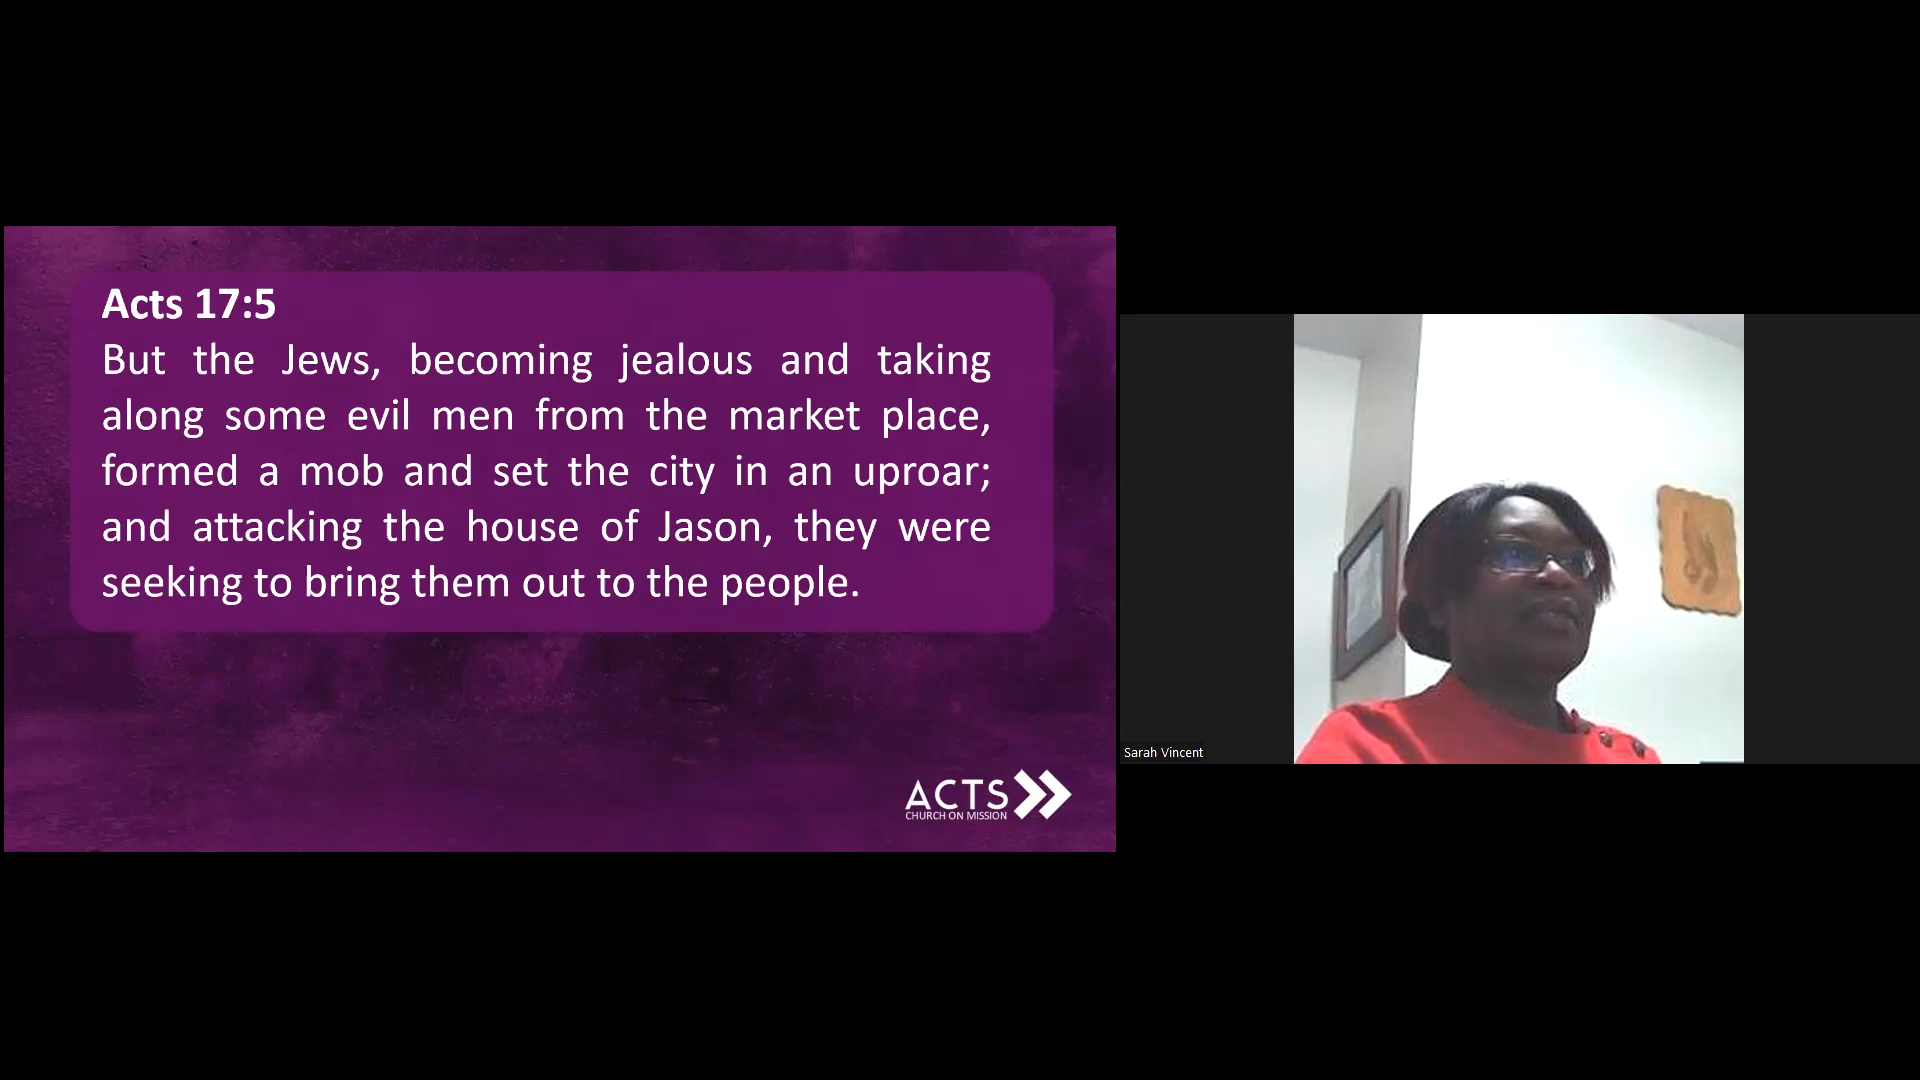 Acts 17:5
But the Jews, becoming jealous and taking
along some evil men from the market place,
formed a mob and set the city in an uproar;
and attacking the house of Jason, they were
seeking to bring them out to the people.
ACTS
CHURCH ON MISSION
Sarah Vincent